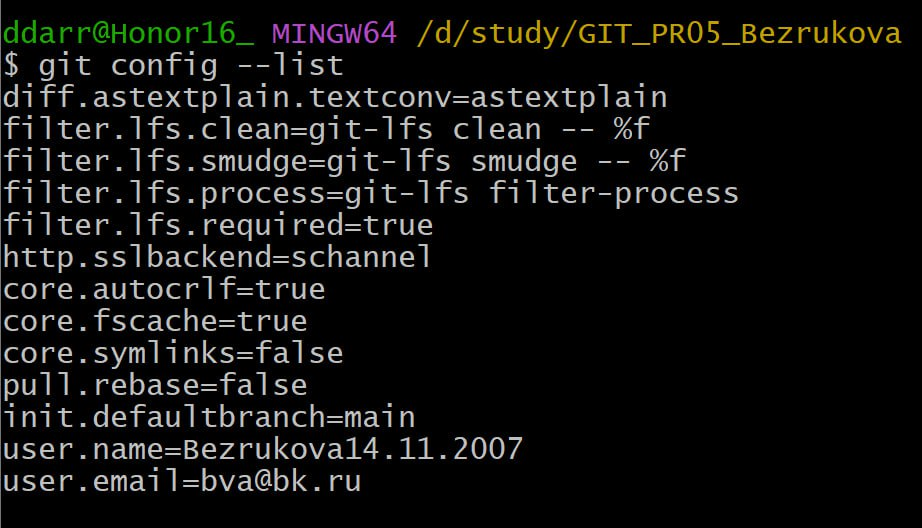 ddarr@Honor16_ MINGW64 /d/study/GIT_PR05_Bezrukova
$ git config --list
diff.astextplain.textconv=astextplain
filter.lfs.clean=git-lfs clean -- %f
filter.lfs.smudge=git-lfs smudge -- %f
filter.lfs.process=git-lfs filter-process
filter.lfs.required=true
http.sslbackend=schannel
core.autocrlf=true
core.fscache=true
core.symlinks=false
pull.rebase=false
init.defaultbranch=main
user.name=Bezrukova14.11.2007
user.email=bva@bk.ru